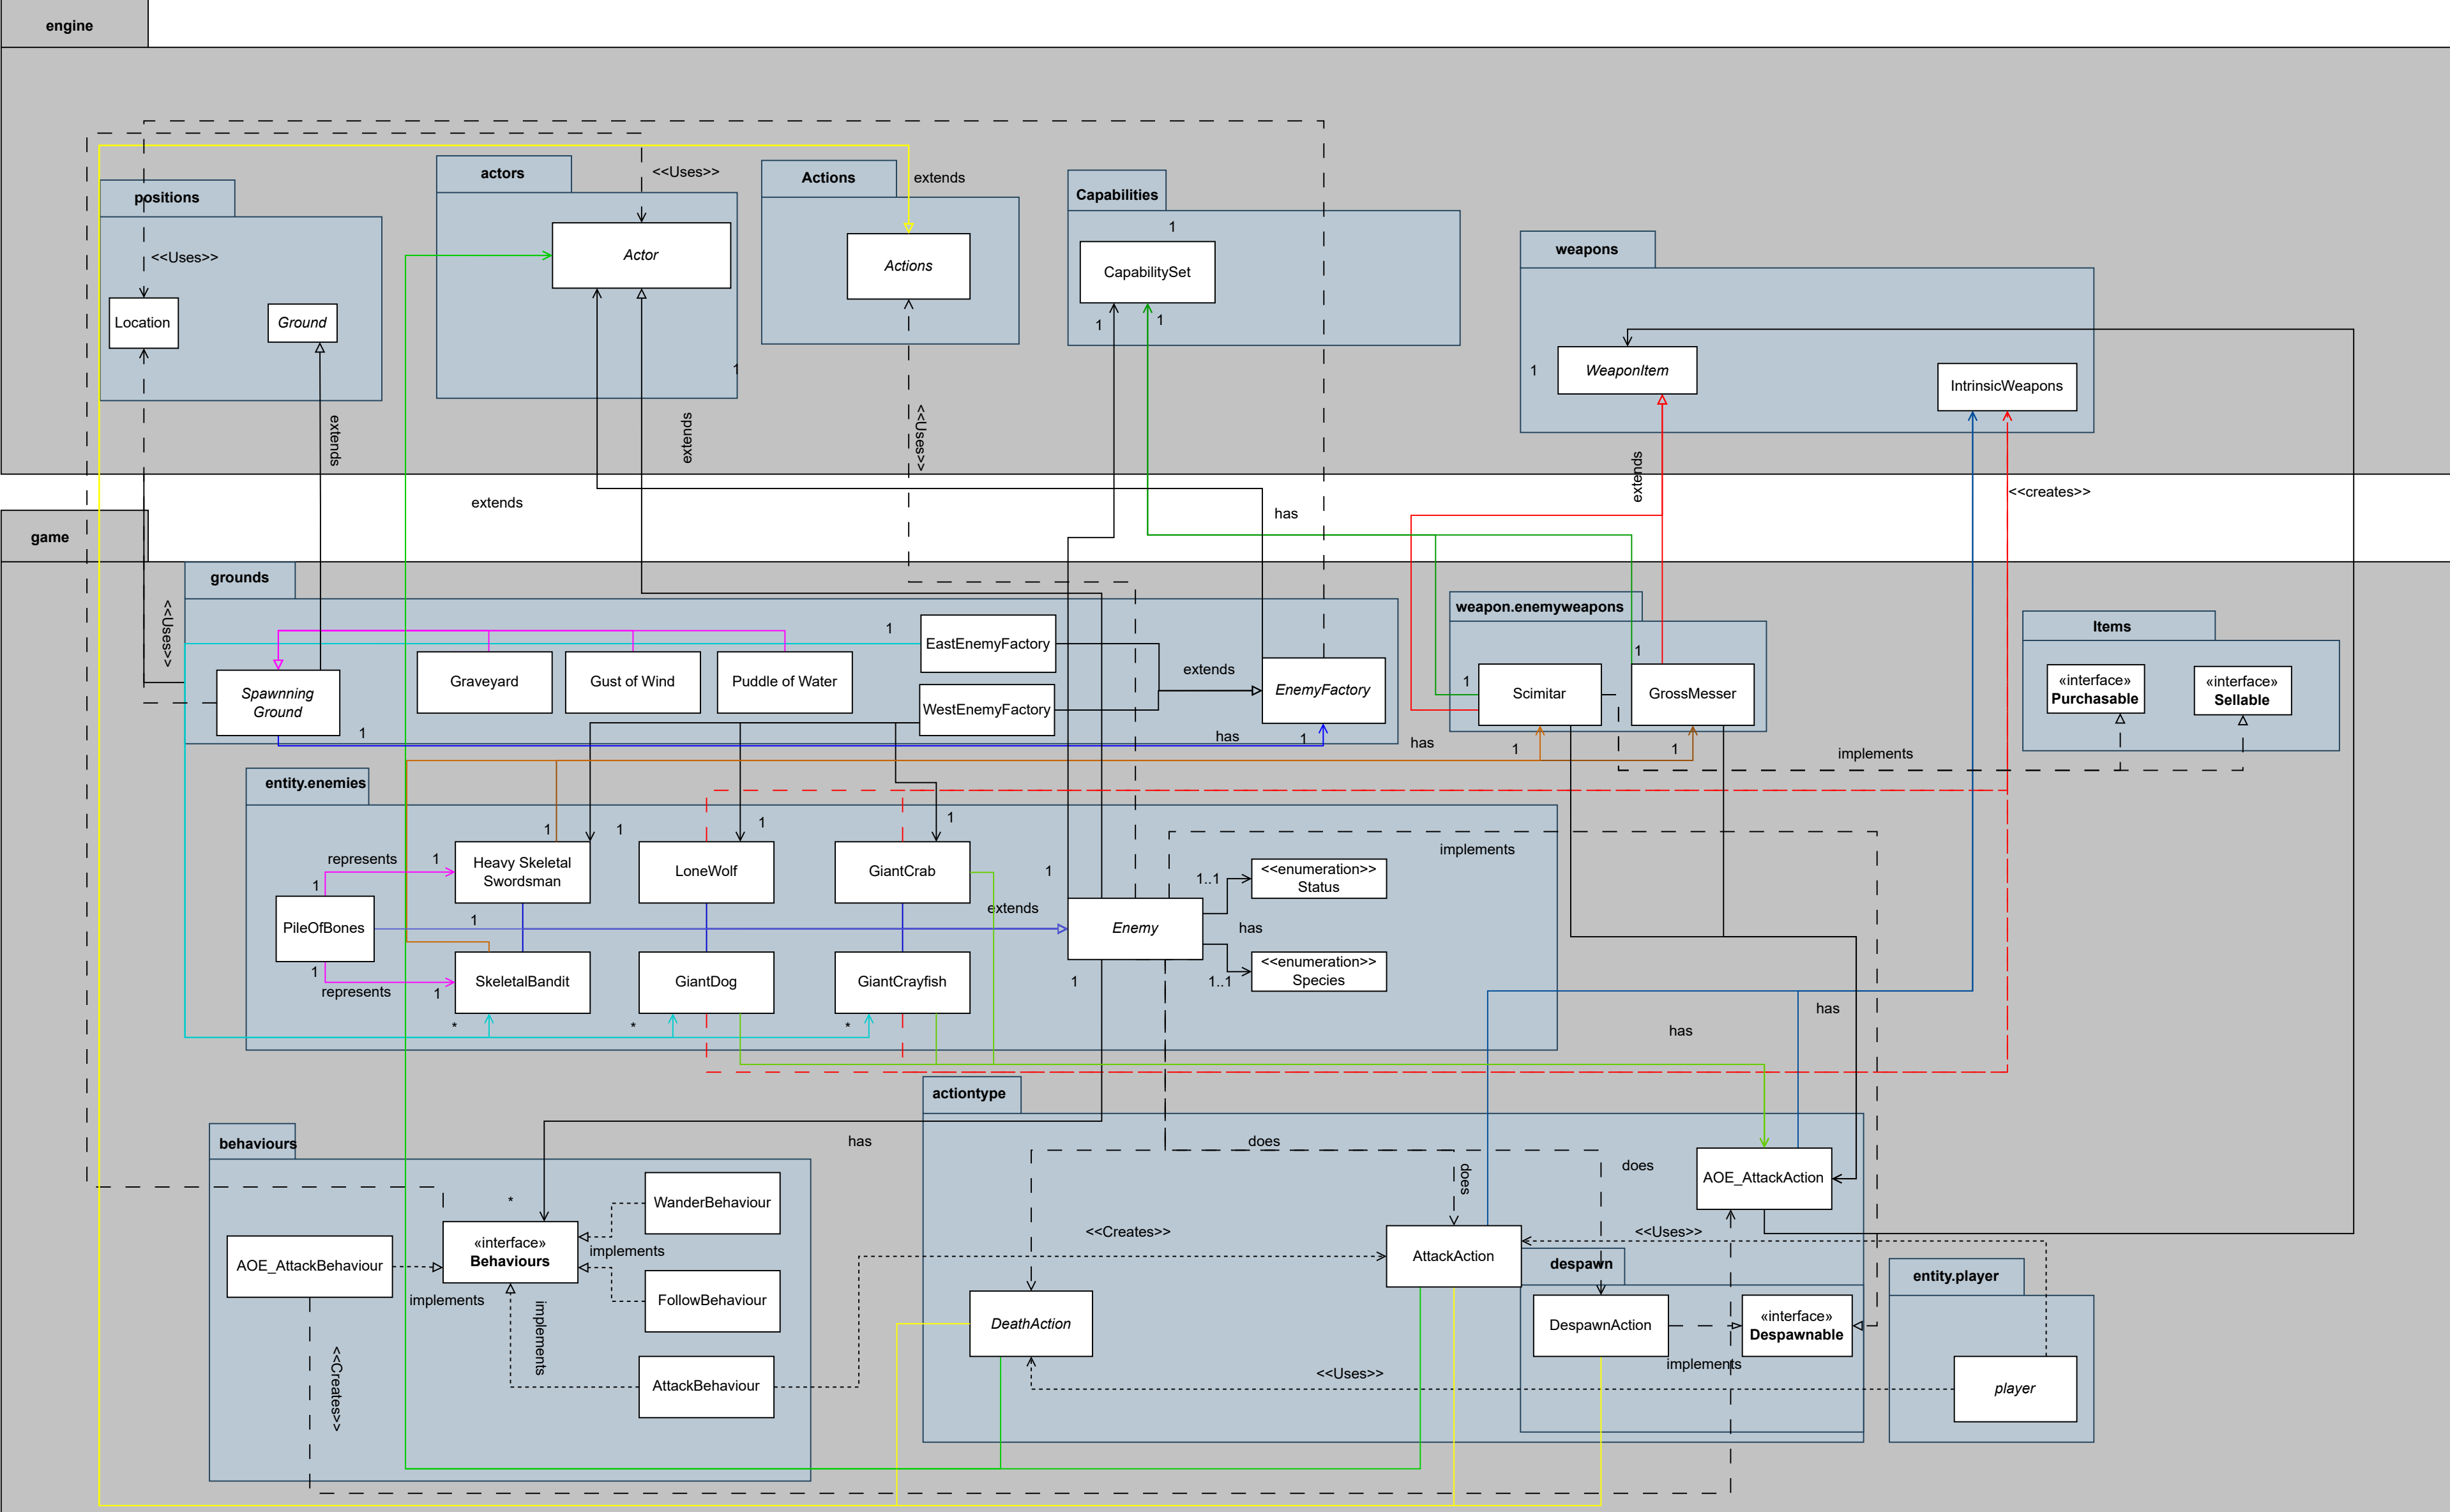 engine
positions
<<Uses>>
Location
Ground
actors
<<Uses>>
Actor
1
Actions
extends
Actions
Capabilities
1
CapabilitySet
1
1
weapons
1
WeaponItem
IntrinsicWeapons
extends
extends
<<Uses>>
extends
<<creates>>
extends
has
game
grounds
<<Uses>>
Spawnning
Ground
1
Graveyard
Gust of Wind
Puddle of Water
1
EastEnemyFactory
WestEnemyFactory
extends
EnemyFactory
has
1
has
weapon.enemyweapons
1
Scimitar
1
GrossMesser
1
1
Items
«interface»
Purchasable
«interface»
Sellable
implements
entity.enemies
1
1
1
1
represents
1
1
Heavy Skeletal
Swordsman
LoneWolf
GiantCrab
1
implements
<<enumeration>>
Status
1..1
PileOfBones
1
extends
Enemy
has
1
represents
1
SkeletalBandit
GiantDog
GiantCrayfish
1
1..1
<<enumeration>>
Species
*
*
*
has
has
actiontype
behaviours
has
does
does
does
*
WanderBehaviour
AOE_AttackAction
«interface»
Behaviours
implements
AOE_AttackBehaviour
implements
implements
FollowBehaviour
<<Creates>>
AttackBehaviour
<<Creates>>
AttackAction
<<Uses>>
despawn
DeathAction
DespawnAction
«interface»
Despawnable
implements
<<Uses>>
entity.player
player